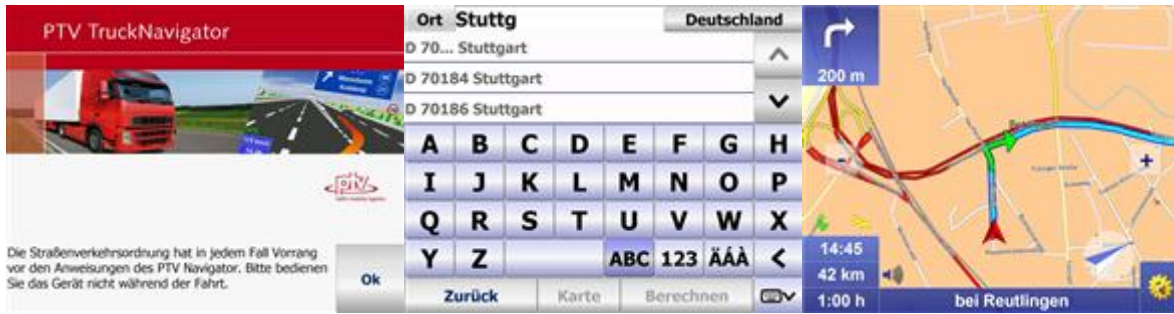 PTV TruckNavigator
Die Straßenverkehrsordnung hat in jedem Fall Vorrang
vor den Anweisungen des PTV Navigator. Bitte bedienen
Sie das Gerät nicht während der Fahrt.
Ok
Ort Stuttg Deutschland
D 70... Stuttgart
D 70184 Stuttgart
D 70186 Stuttgart
A B C D E F G H
I J K L M N O P
Q R S T U V W X
Y Z ABC 123 ÄÁÀ <
Zurück Karte Berechnen
200 m
- +
14:45
42 km
1:00 h bei Reutlingen